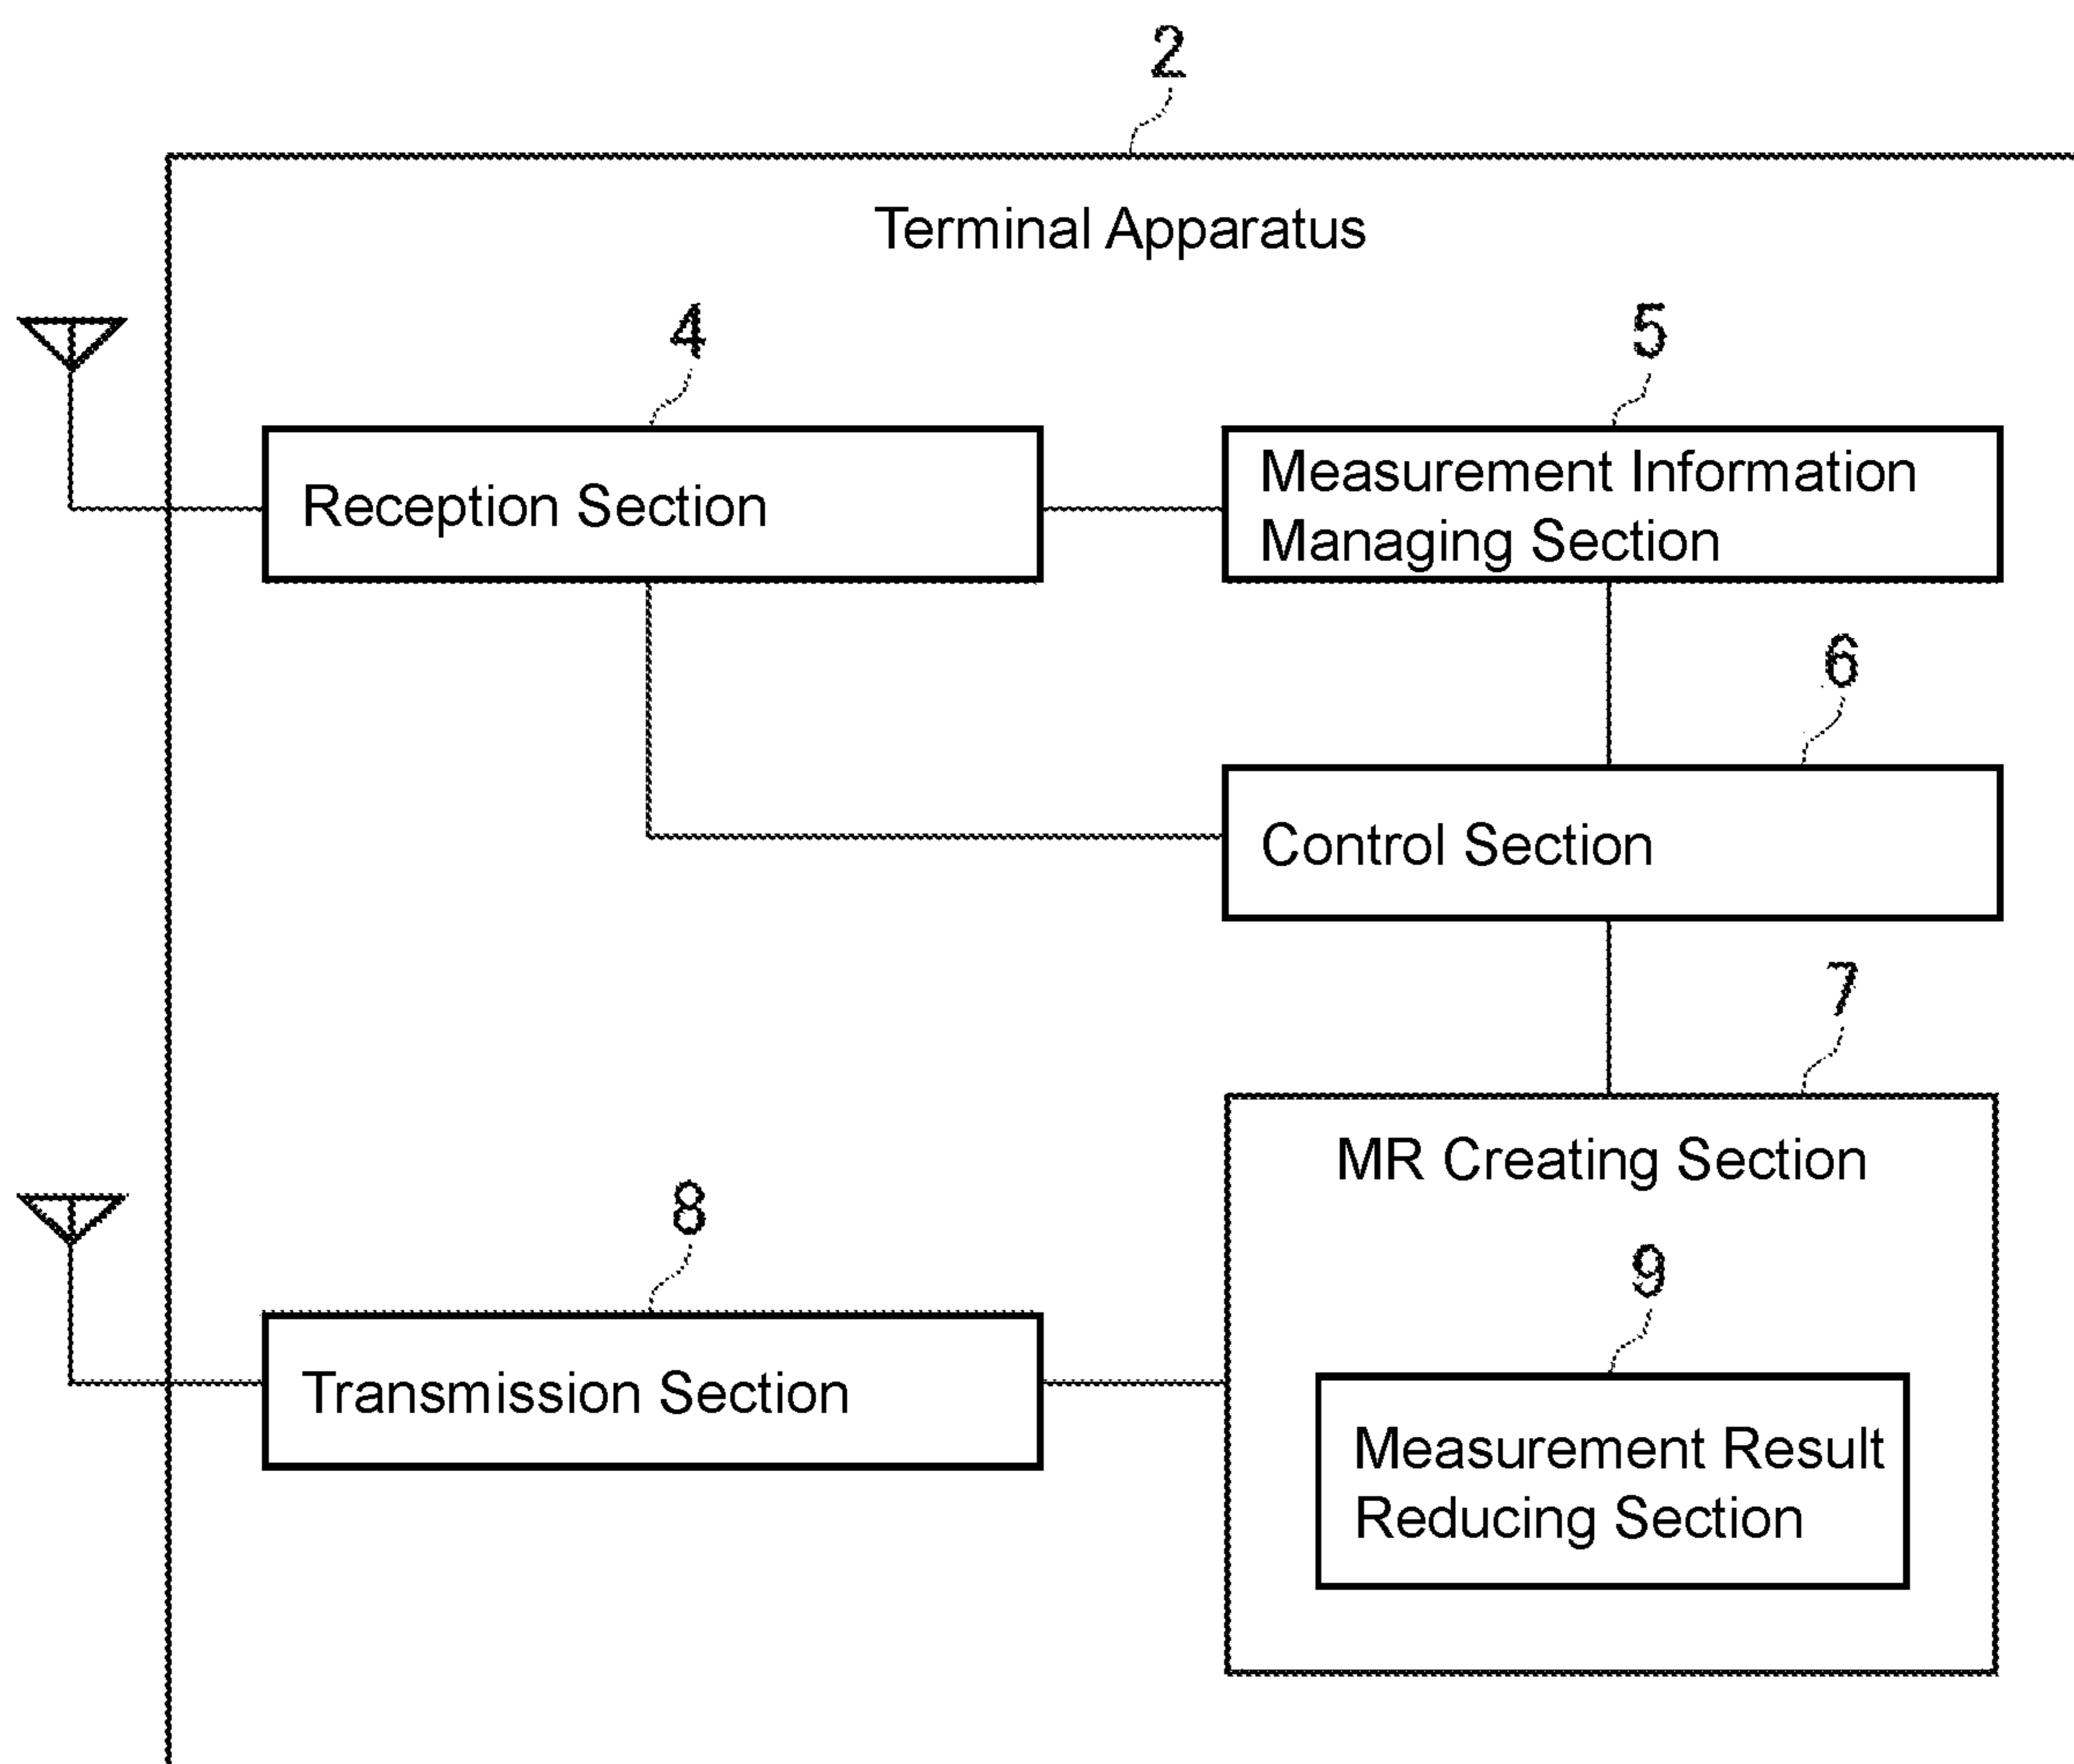 2
Terminal Apparatus
4
5
Reception Section
Measurement Information
Managing Section
6
Control Section
7
MR Creating Section
8
9
Transmission Section
Measurement Result
Reducing Section